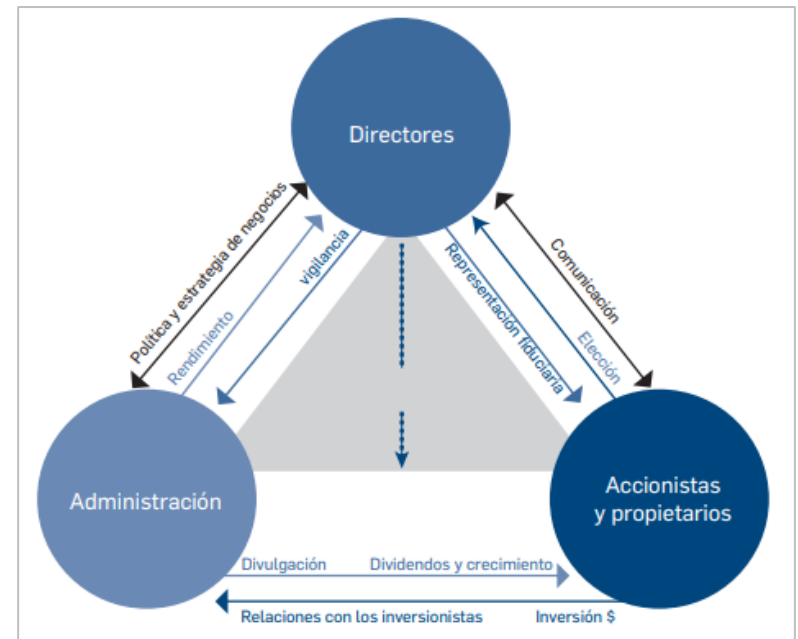 Directores
Política y estrategia de negocios
Rendimiento
vigilancia
Representación fiduciaria
Elección
Comunicación
Administración
Accionistas
y propietarios
Divulgación
Dividendos y crecimiento
Relaciones con los inversionistas
Inversión $